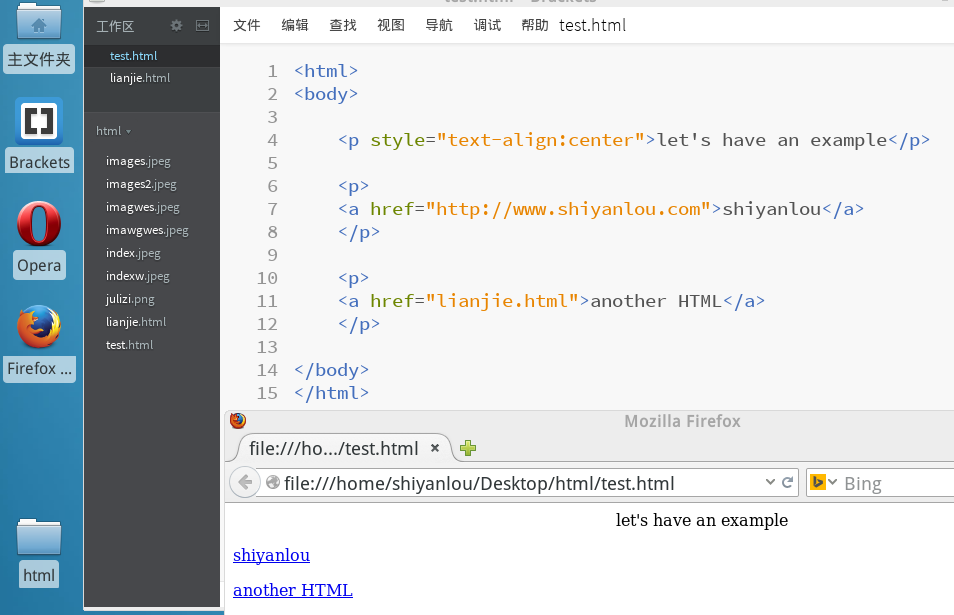 主文件夹
Brackets
Opera
Firefox ...
html
工作区
test.html
lianjie.html
html
images.jpeg
images2.jpeg
imagwes.jpeg
imawgwes.jpeg
index.jpeg
indexw.jpeg
julizi.png
lianjie.html
test.html
文件 编辑 查找 视图 导航 调试 帮助 test.html
1 <html>
2 <body>
3
4 <p style="text-align:center">let's have an example</p>
5
6 <p>
7 <a href="http://www.shiyanlou.com">shiyanlou</a>
8 </p>
9
10 <p>
11 <a href="lianjie.html">another HTML</a>
12 </p>
13
14 </body>
15 </html>
Mozilla Firefox
file:///ho.../test.html
file:///home/shiyanlou/Desktop/html/test.html
Bing
let's have an example
shiyanlou
another HTML